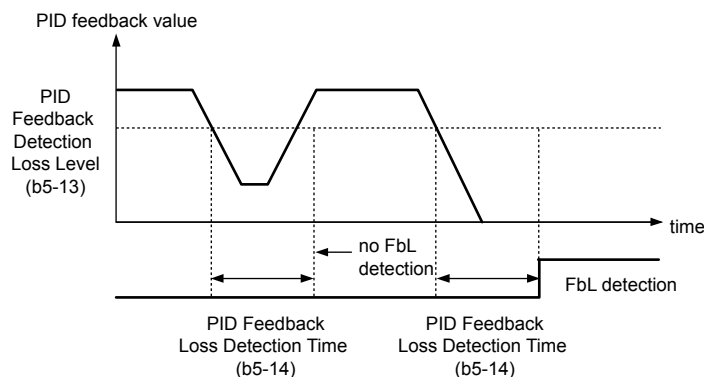 PID feedback value
PID
Feedback
Detection
Loss Level
(b5-13)
time
no FbL
detection
FbL detection
PID Feedback
Loss Detection Time
(b5-14)
PID Feedback
Loss Detection Time
(b5-14)